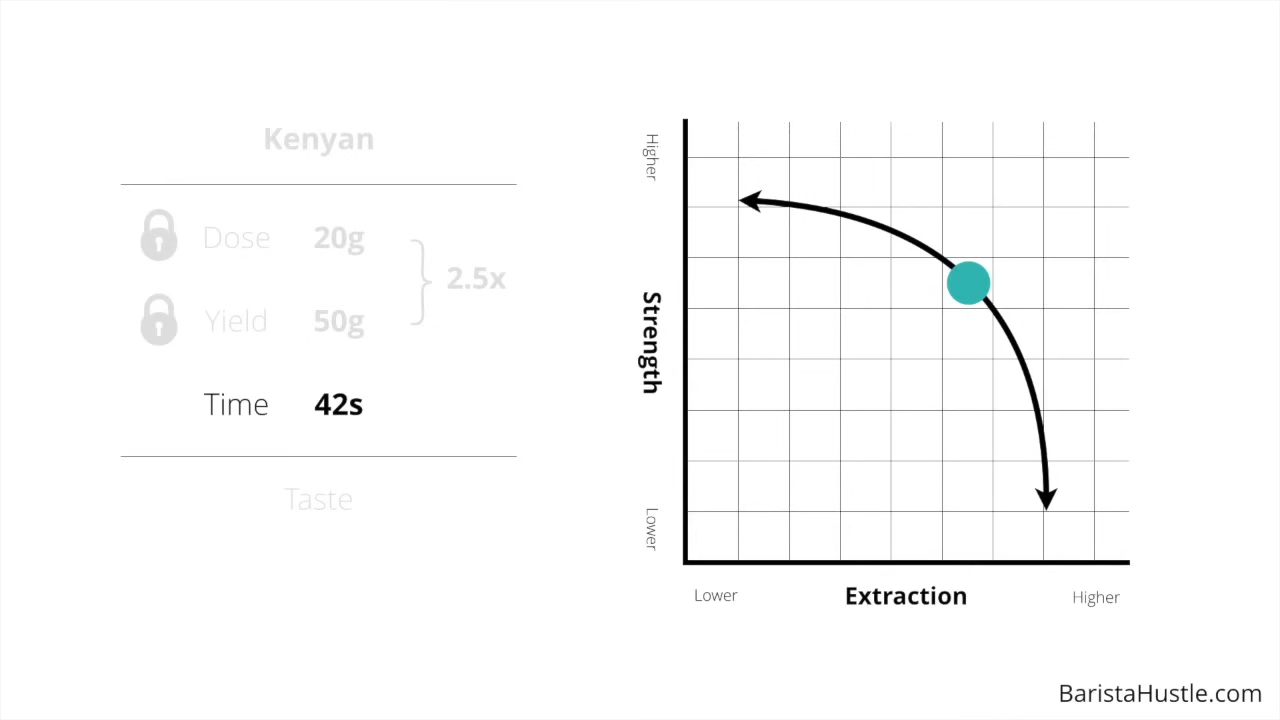 Kenyan
Dose 20g
2.5x
Yield 50g
Time 42s
Taste
Higher
Strength
Lower
Lower Extraction Higher
BaristaHustle.com